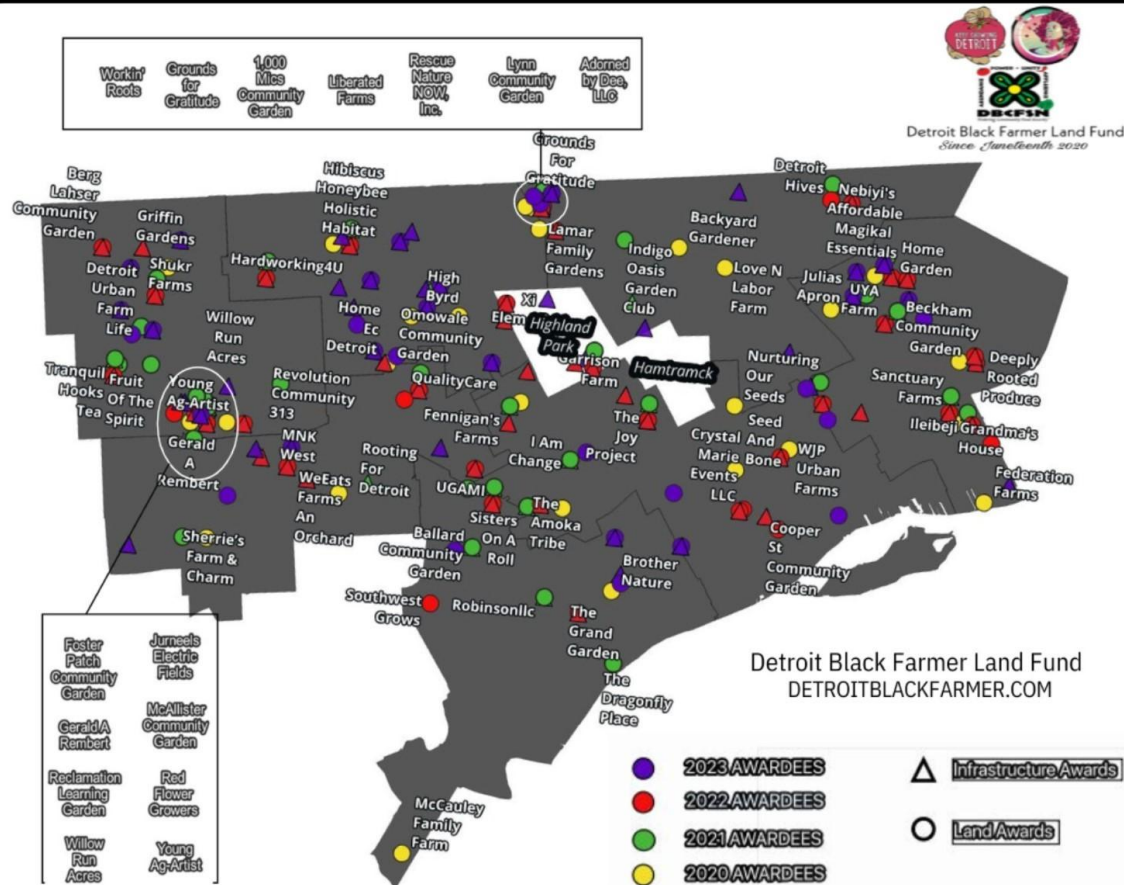 KEEP GROWING
DETROIT
DBCFSN
Detroit Black Farmer Land Fund
Since Juneteenth 2020
Workin'
Roots
Grounds
for
Gratitude
1,000
Mics
Community
Garden
Liberated
Farms
Rescue
Nature
NOW,
Inc.
Lynn
Community
Garden
Adorned
by Dee,
LLC
Grounds
For
Gratitude
Berg
Lahser
Community
Garden
Griffin
Gardens
Hibiscus
Honeybee
Holistic
Habitat
Detroit
Hives
Nebiyi's
Affordable
Magikal
Essentials
Home
Garden
Backyard
Gardener
Lamar
Family
Gardens
Indigo
Oasis
Garden
Club
Love N
Labor
Farm
Julias
Apron
UYA
Farm
Beckham
Community
Garden
Detroit
Urban
Farm
Life
Shukr
Farms
Hardworking4U
High
Byrd
Omowale
Community
Garden
Home
Ec
Detroit
Xi
Elem
Highland
Park
Garrison
Farm
Hamtramck
Nurturing
Our
Seeds
Deeply
Rooted
Produce
Sanctuary
Farms
Ileibeji
Grandma's
House
Willow
Run
Acres
Tranquil
Hooks
Tea
Fruit
Of The
Spirit
Young
Ag-Artist
Gerald
A
Rembert
Revolution
Community
313
QualityCare
Fennigan's
Farms
The
Joy
Project
I Am
Change
Seed
And
Bone
Crystal
Marie
Events
LLC
WJP
Urban
Farms
MNK
West
WeEats
Farms
An
Orchard
Rooting
For
Detroit
UGAMI
Sisters
On A
Roll
The
Amoka
Tribe
Federation
Farms
Cooper
St
Community
Garden
Sherrie's
Farm &
Charm
Ballard
Community
Garden
Brother
Nature
Southwest
Grows
Robinsonllc
The
Grand
Garden
The
Dragonfly
Place
McCauley
Family
Farm
Foster
Patch
Community
Garden
Jurneels
Electric
Fields
Gerald A
Rembert
McAllister
Community
Garden
Reclamation
Learning
Garden
Red
Flower
Growers
Willow
Run
Acres
Young
Ag-Artist
Detroit Black Farmer Land Fund
DETROITBLACKFARMER.COM
2023 AWARDEES
2022 AWARDEES
2021 AWARDEES
2020 AWARDEES
Infrastructure Awards
Land Awards